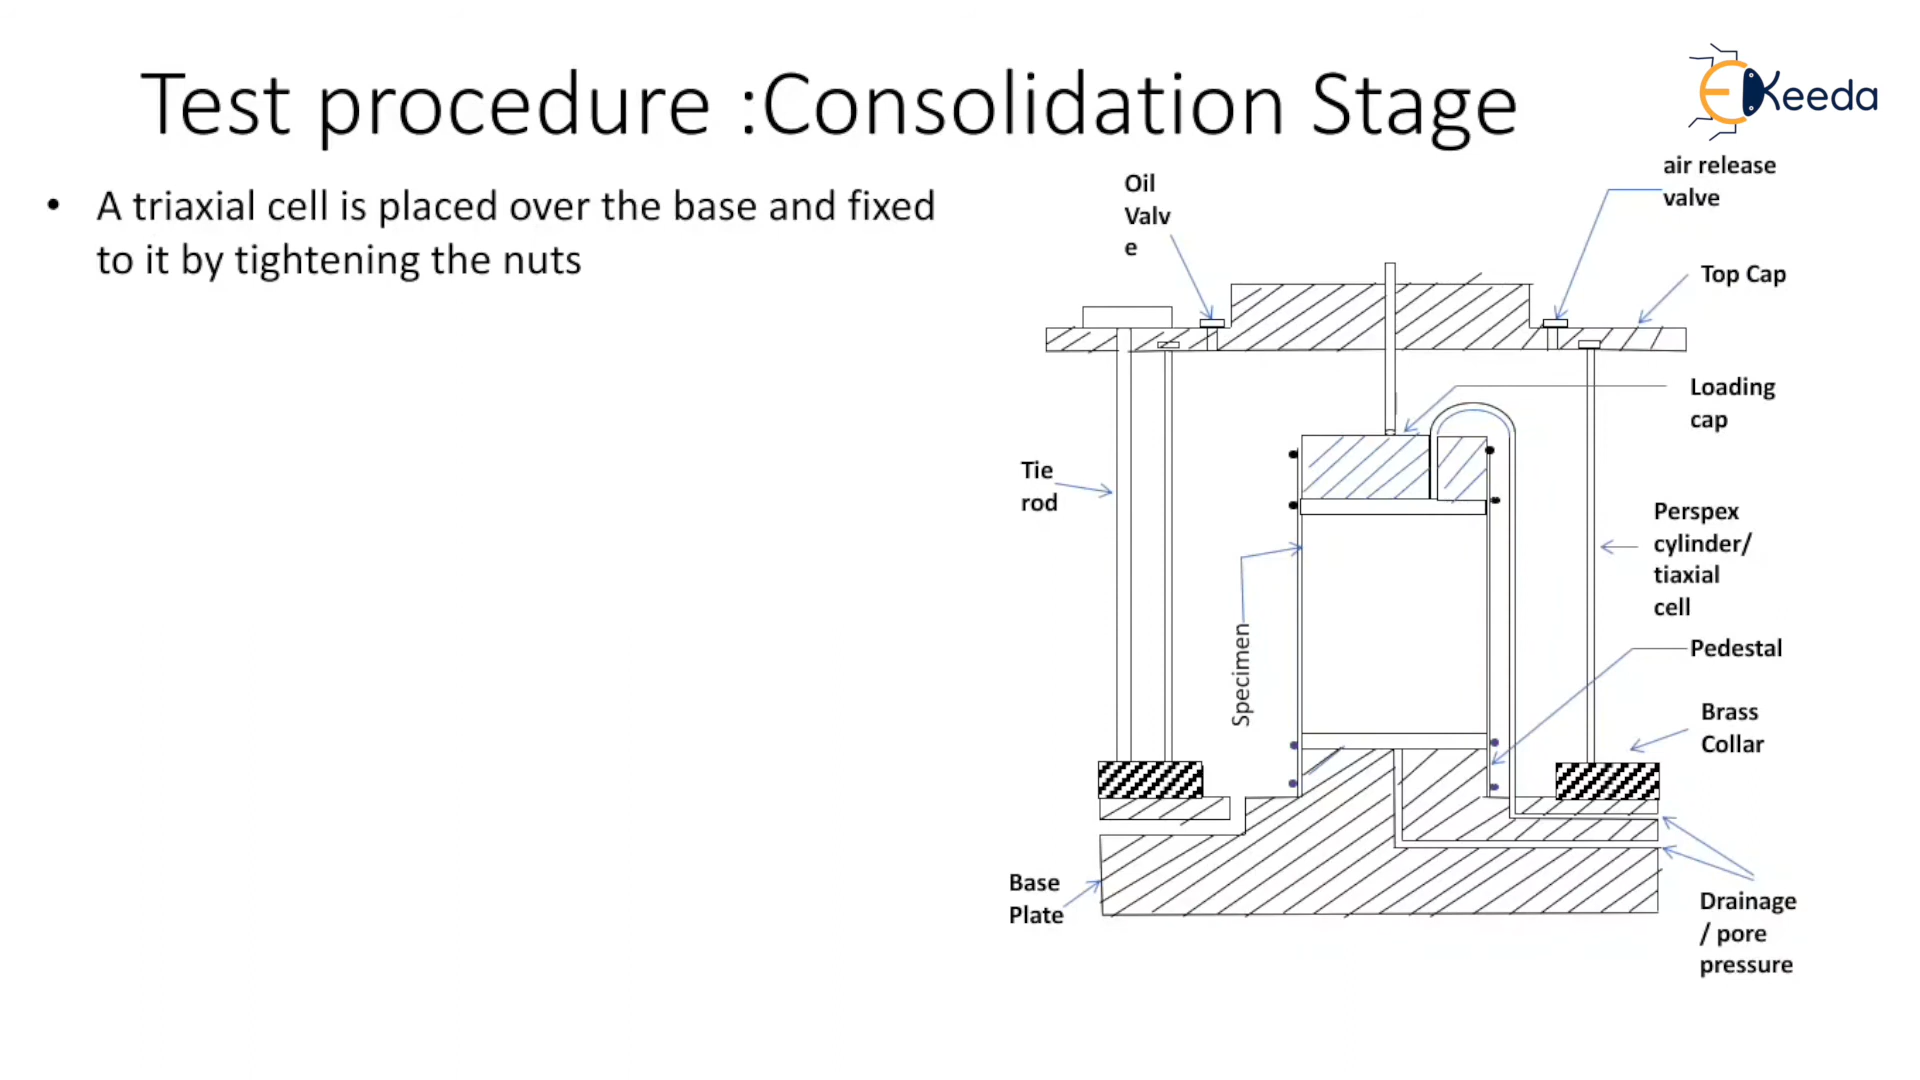 Test procedure :Consolidation Stage
Keeda
• A triaxial cell is placed over the base and fixed
to it by tightening the nuts
Oil
Valv
e
air release
valve
Top Cap
Loading
cap
Tie
rod
Perspex
cylinder/
tiaxial
cell
Specimen
Pedestal
Brass
Collar
Base
Plate
Drainage
/ pore
pressure